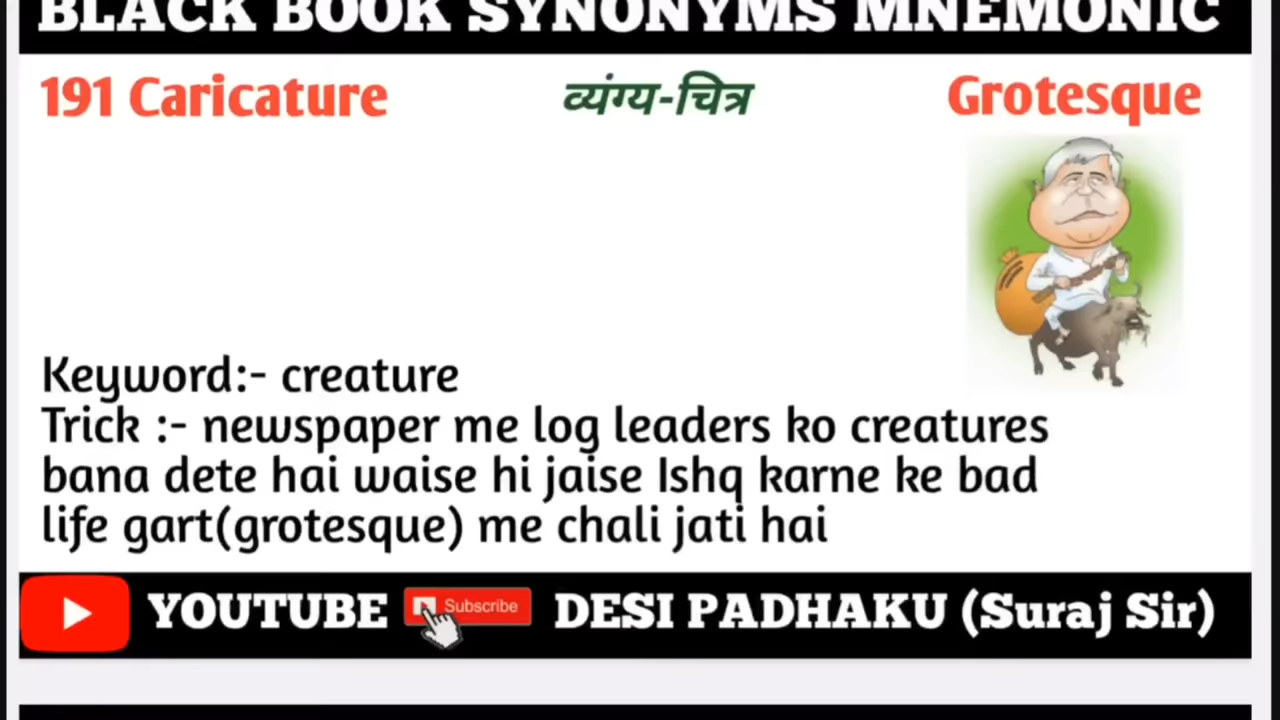 BLACK BOOK SYNONYMS MNEMONIC
191 Caricature व्यंग्य-चित्र Grotesque
Keyword:- creature
Trick :- newspaper me log leaders ko creatures
bana dete hai waise hi jaise Ishq karne ke bad
life gart(grotesque) me chali jati hai
YOUTUBE Subscribe DESI PADHAKU (Suraj Sir)